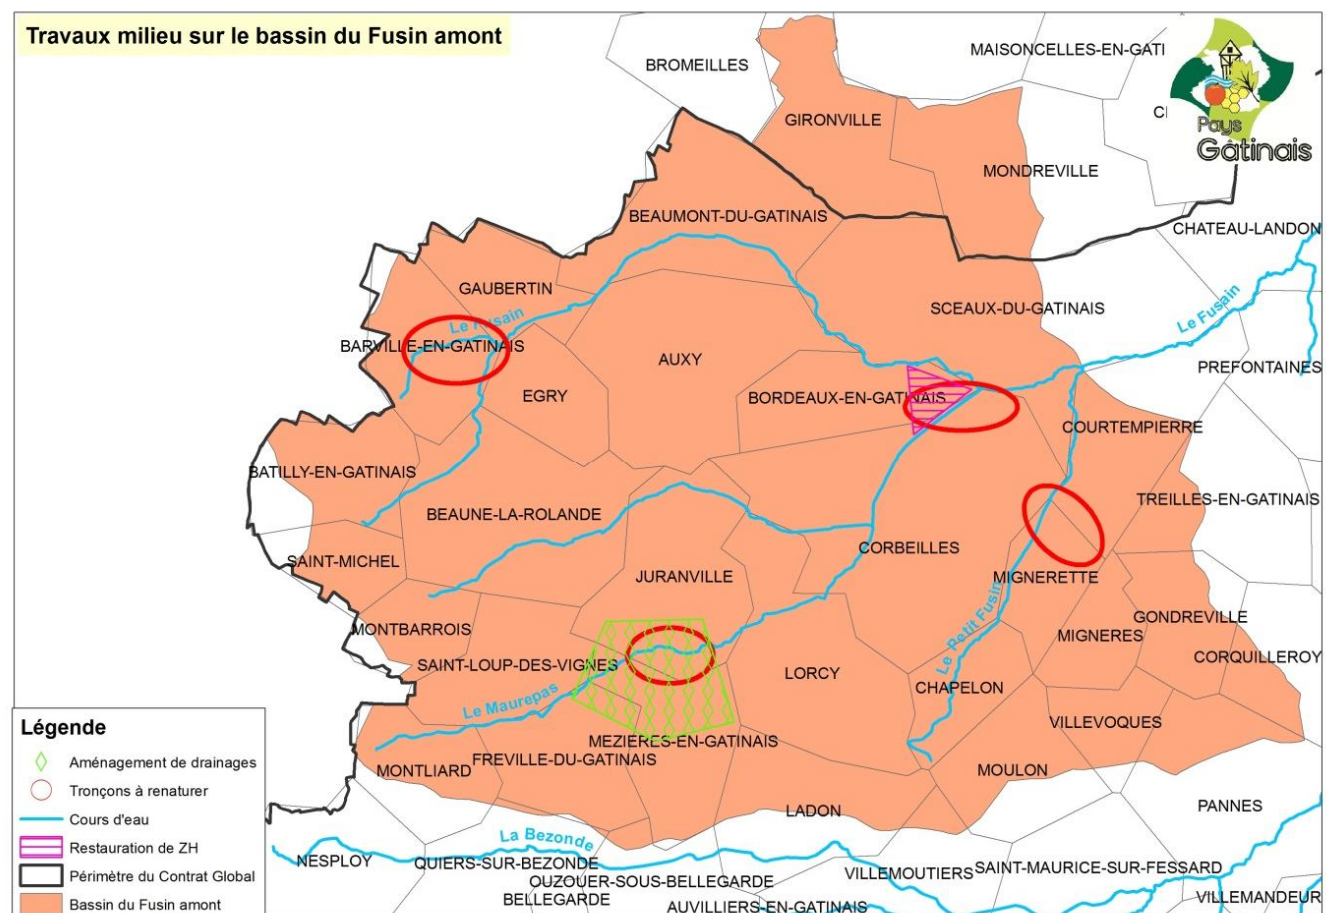 Travaux milieu sur le bassin du Fusin amont
MAISONCELLES-EN-GATI
BROMEILLES
CI
GIRONVILLE
Pays
Gâtinais
MONDREVILLE
BEAUMONT-DU-GATINAIS
CHATEAU-LANDON
GAUBERTIN
SCEAUX-DU-GATINAIS
Le Fusain
Le Fusain
BARVILLE-EN-GATINAIS
AUXY
PREFONTAINES
EGRY
BORDEAUX-EN-GATINAIS
COURTEMPIERRE
BATILLY-EN-GATINAIS
TREILLES-EN-GATINAIS
BEAUNE-LA-ROLANDE
CORBEILLES
SAINT-MICHEL
JURANVILLE
MIGNERETTE
GONDREVILLE
MONTBARROIS
MIGNERES
Le Petit Fusin
CORQUILLEROY
SAINT-LOUP-DES-VIGNES
LORCY
CHAPELON
Le Maurepas
VILLEVOQUES
MEZIERES-EN-GATINAIS
FREVILLE-DU-GATINAIS
MONTLIARD
MOULON
LADON
PANNES
La Bezonde
NESPLOY
QUIERS-SUR-BEZONDE
VILLEMOUTIERS
SAINT-MAURICE-SUR-FESSARD
OUZOUER-SOUS-BELLEGARDE
BELLEGARDE
AUVILLIERS-EN-GATINAIS
VILLEMANDEUR
Légende
Aménagement de drainages
Tronçons à renaturer
Cours d'eau
Restauration de ZH
Périmètre du Contrat Global
Bassin du Fusin amont